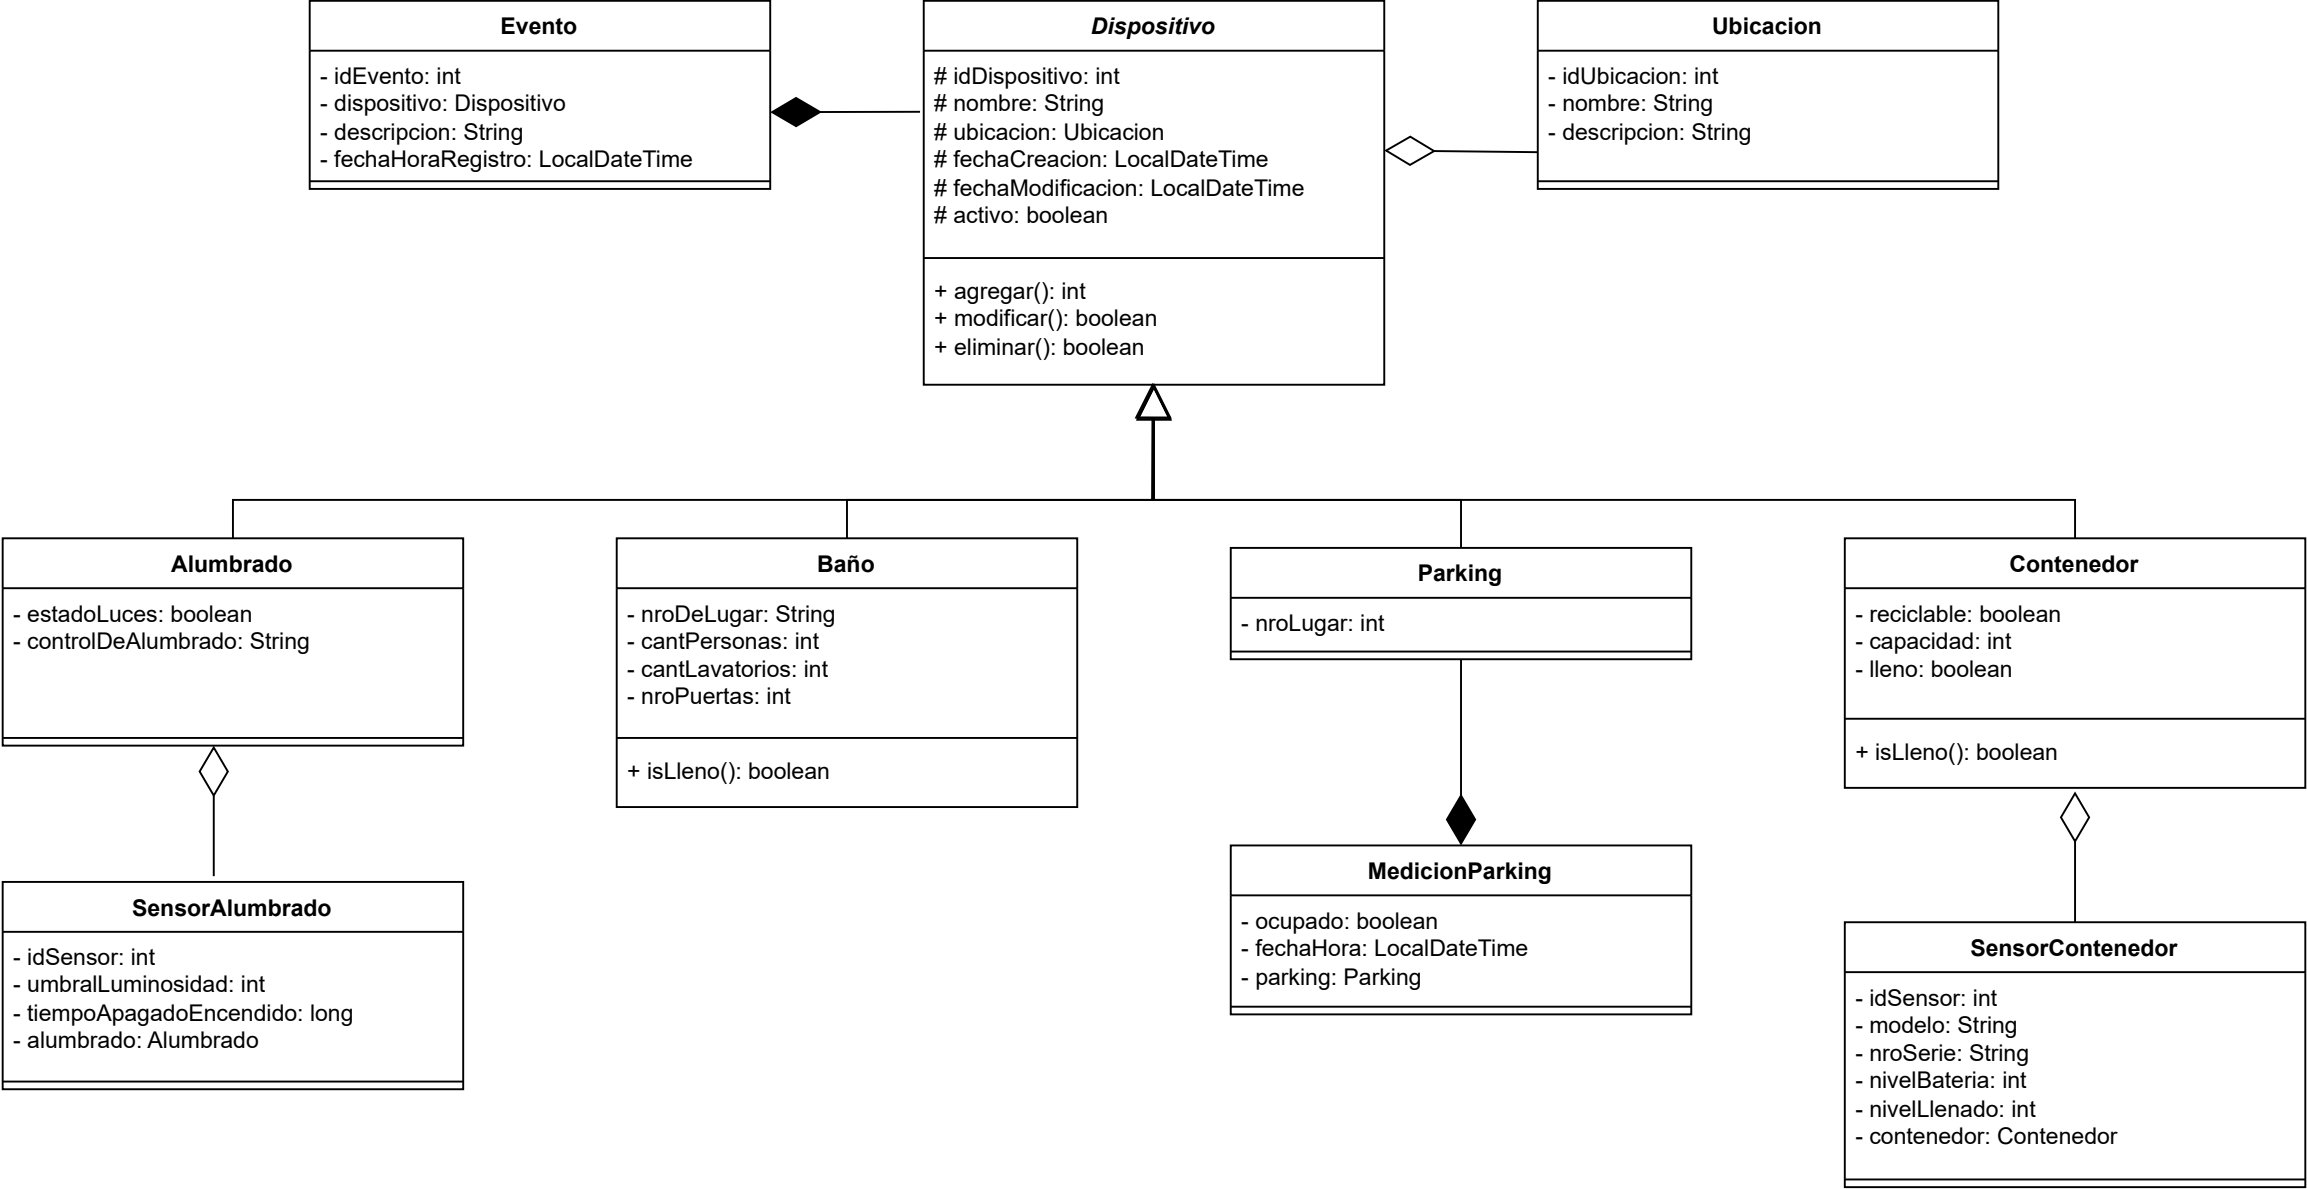 Evento
- idEvento: int
- dispositivo: Dispositivo
- descripcion: String
- fechaHoraRegistro: LocalDateTime
Dispositivo
# idDispositivo: int
# nombre: String
# ubicacion: Ubicacion
# fechaCreacion: LocalDateTime
# fechaModificacion: LocalDateTime
# activo: boolean
+ agregar(): int
+ modificar(): boolean
+ eliminar(): boolean
Ubicacion
- idUbicacion: int
- nombre: String
- descripcion: String
Alumbrado
- estadoLuces: boolean
- controlDeAlumbrado: String
Baño
- nroDeLugar: String
- cantPersonas: int
- cantLavatorios: int
- nroPuertas: int
+ isLleno(): boolean
Parking
- nroLugar: int
Contenedor
- reciclable: boolean
- capacidad: int
- lleno: boolean
+ isLleno(): boolean
SensorAlumbrado
- idSensor: int
- umbralLuminosidad: int
- tiempoApagadoEncendido: long
- alumbrado: Alumbrado
MedicionParking
- ocupado: boolean
- fechaHora: LocalDateTime
- parking: Parking
SensorContenedor
- idSensor: int
- modelo: String
- nroSerie: String
- nivelBateria: int
- nivelLlenado: int
- contenedor: Contenedor